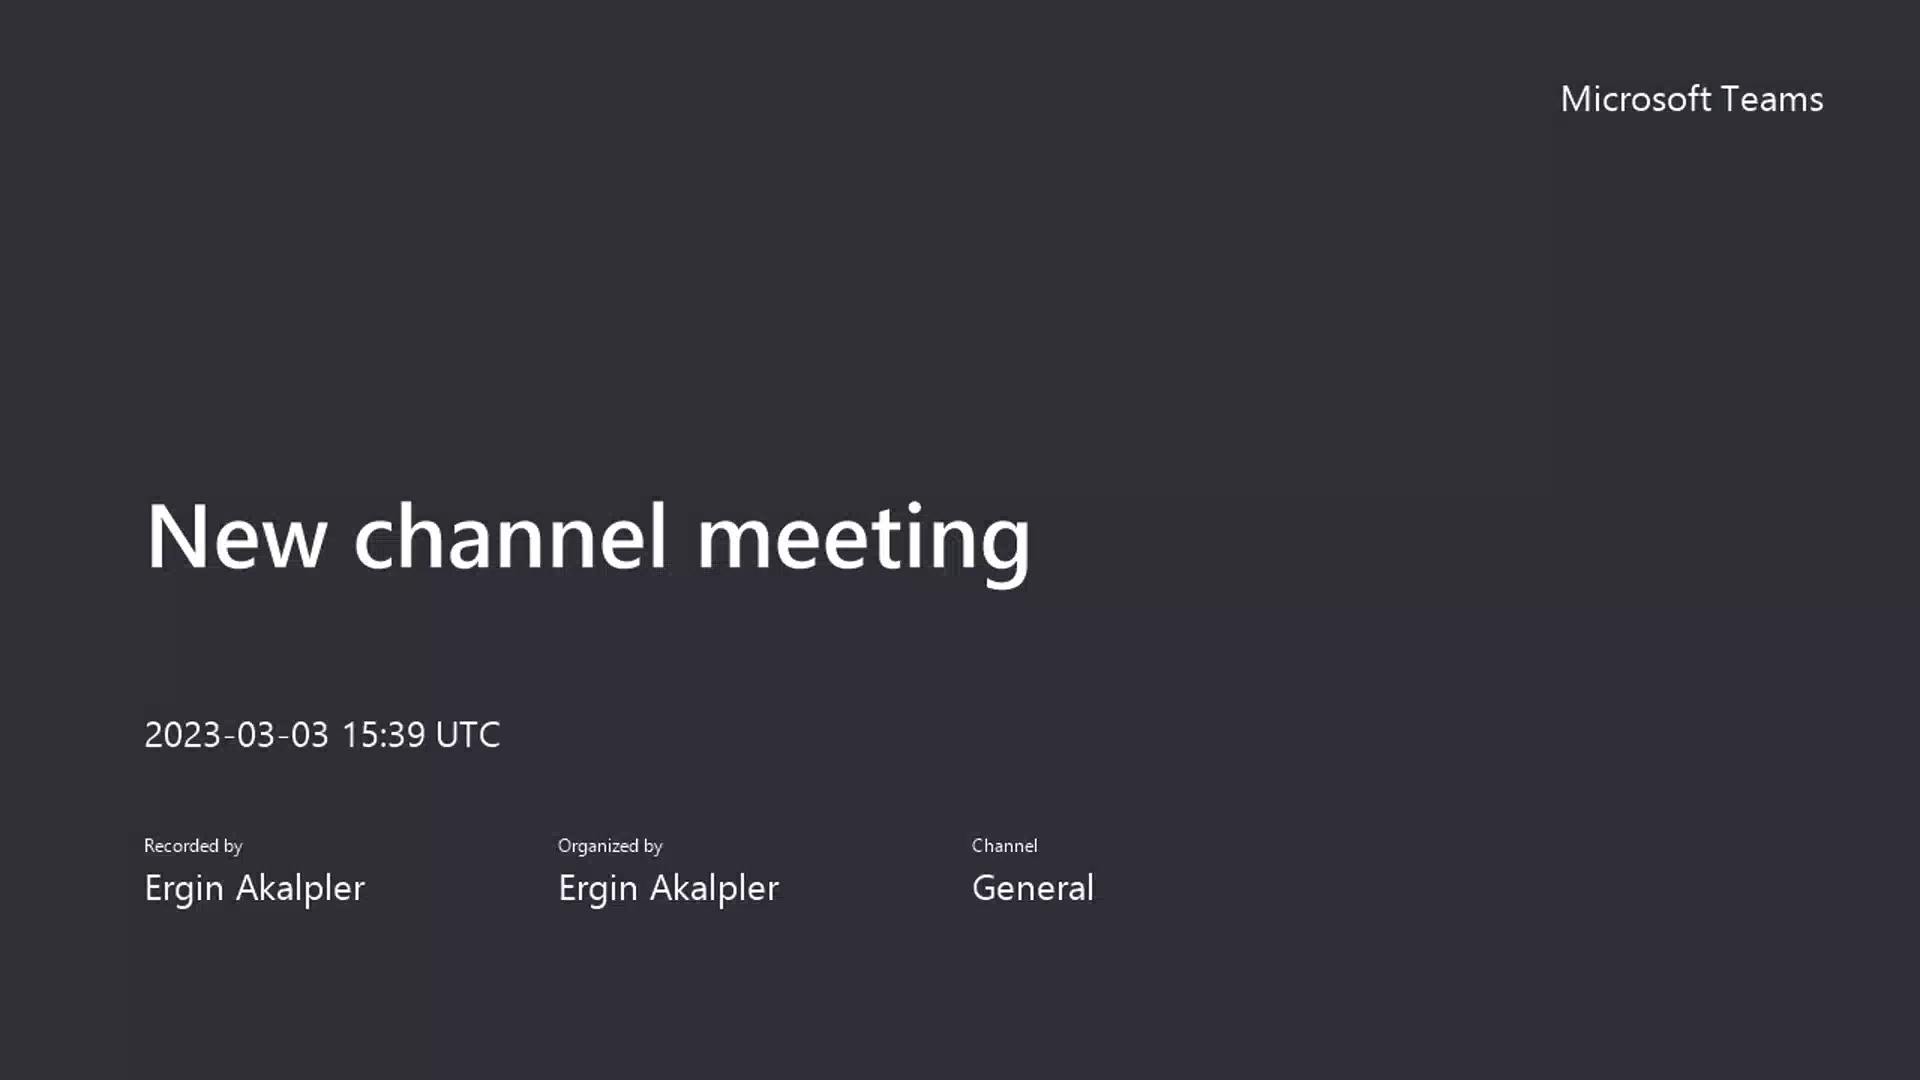 Microsoft Teams
New channel meeting
2023-03-03 15:39 UTC
Recorded by
Ergin Akalpler
Organized by
Ergin Akalpler
Channel
General